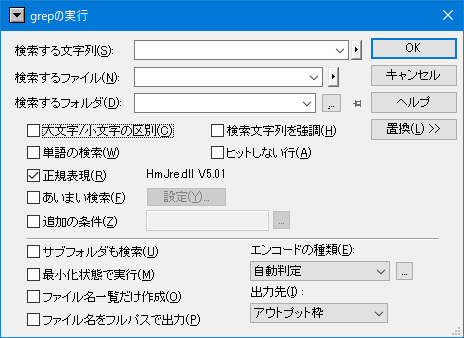 grepの実行
検索する文字列(S):
OK
検索するファイル(N):
キャンセル
検索するフォルダ(D):
...
ヘルプ
大文字/小文字の区別(C)
検索文字列を強調(H)
置換(L) >>
単語の検索(W)
ヒットしない行(A)
正規表現(R)
HmJre.dll V5.01
あいまい検索(F)
設定(Y)...
追加の条件(Z)
...
サブフォルダも検索(U)
エンコードの種類(E):
最小化状態で実行(M)
自動判定
...
ファイル名一覧だけ作成(O)
出力先(I) :
ファイル名をフルパスで出力(P)
アウトプット枠